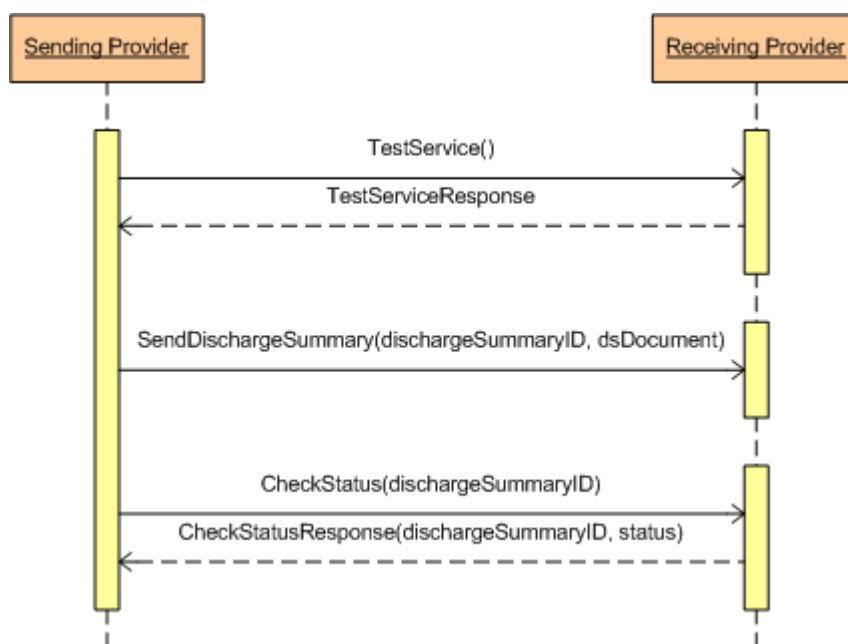 Sending Provider
Receiving Provider
TestService()
TestServiceResponse
SendDischargeSummary(dischargeSummaryID, dsDocument)
CheckStatus(dischargeSummaryID)
CheckStatusResponse(dischargeSummaryID, status)